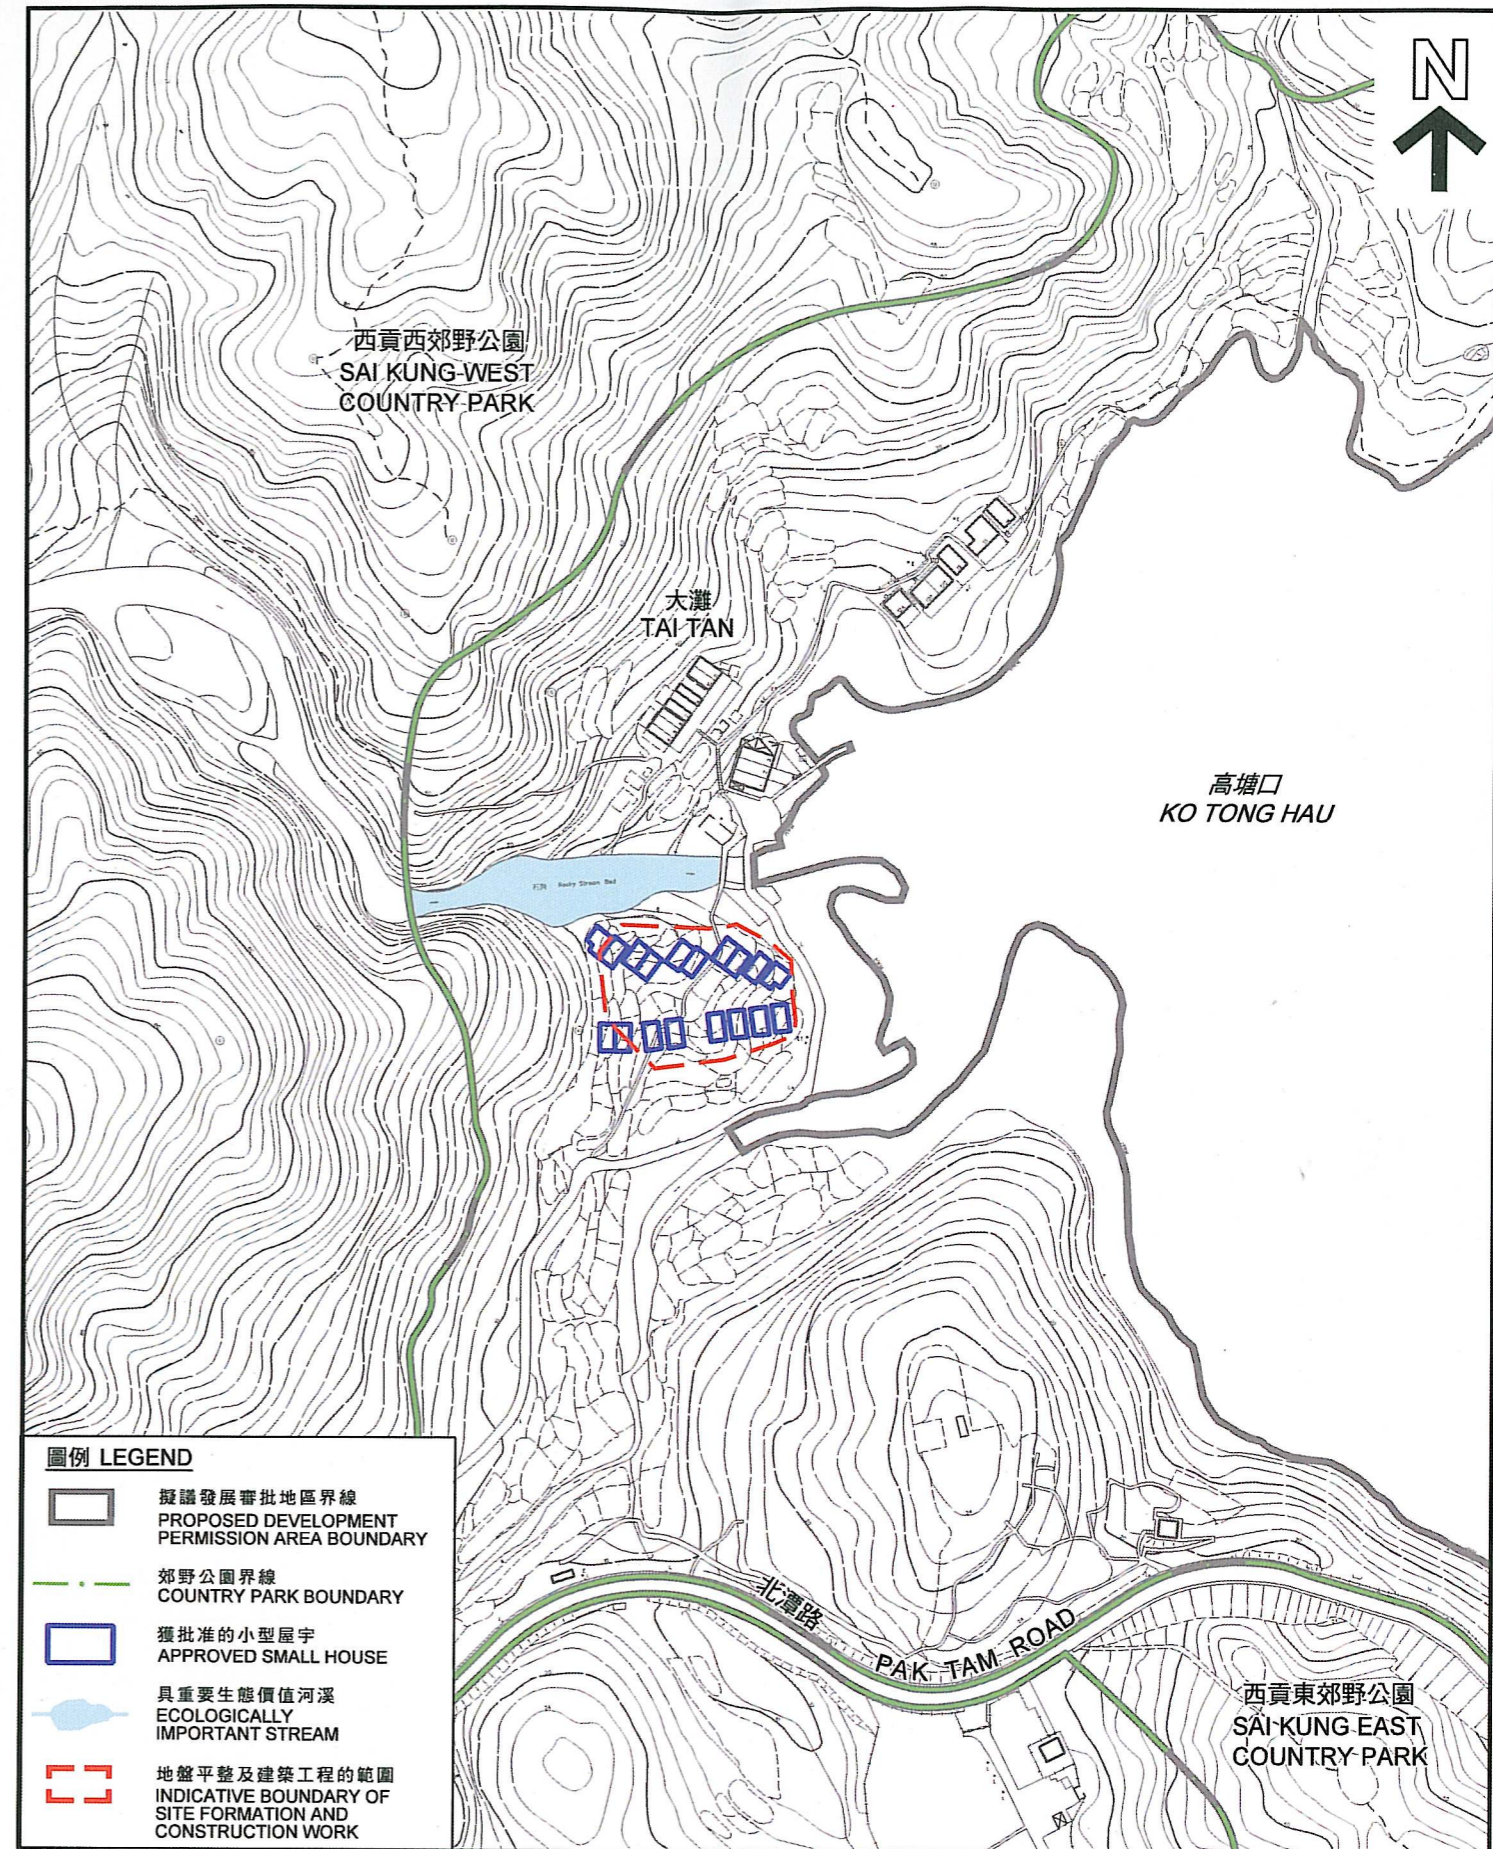 N
西貢西郊野公園
SAI KUNG WEST
COUNTRY PARK
大灘
TAI TAN
高塘口
KO TONG HAU
Rocky Stream Bed
北潭路
PAK TAM ROAD
西貢東郊野公園
SAI KUNG EAST
COUNTRY PARK
圖例 LEGEND
擬議發展審批地區界線
PROPOSED DEVELOPMENT
PERMISSION AREA BOUNDARY
郊野公園界線
COUNTRY PARK BOUNDARY
獲批准的小型屋宇
APPROVED SMALL HOUSE
具重要生態價值河溪
ECOLOGICALLY
IMPORTANT STREAM
地盤平整及建築工程的範圍
INDICATIVE BOUNDARY OF
SITE FORMATION AND
CONSTRUCTION WORK